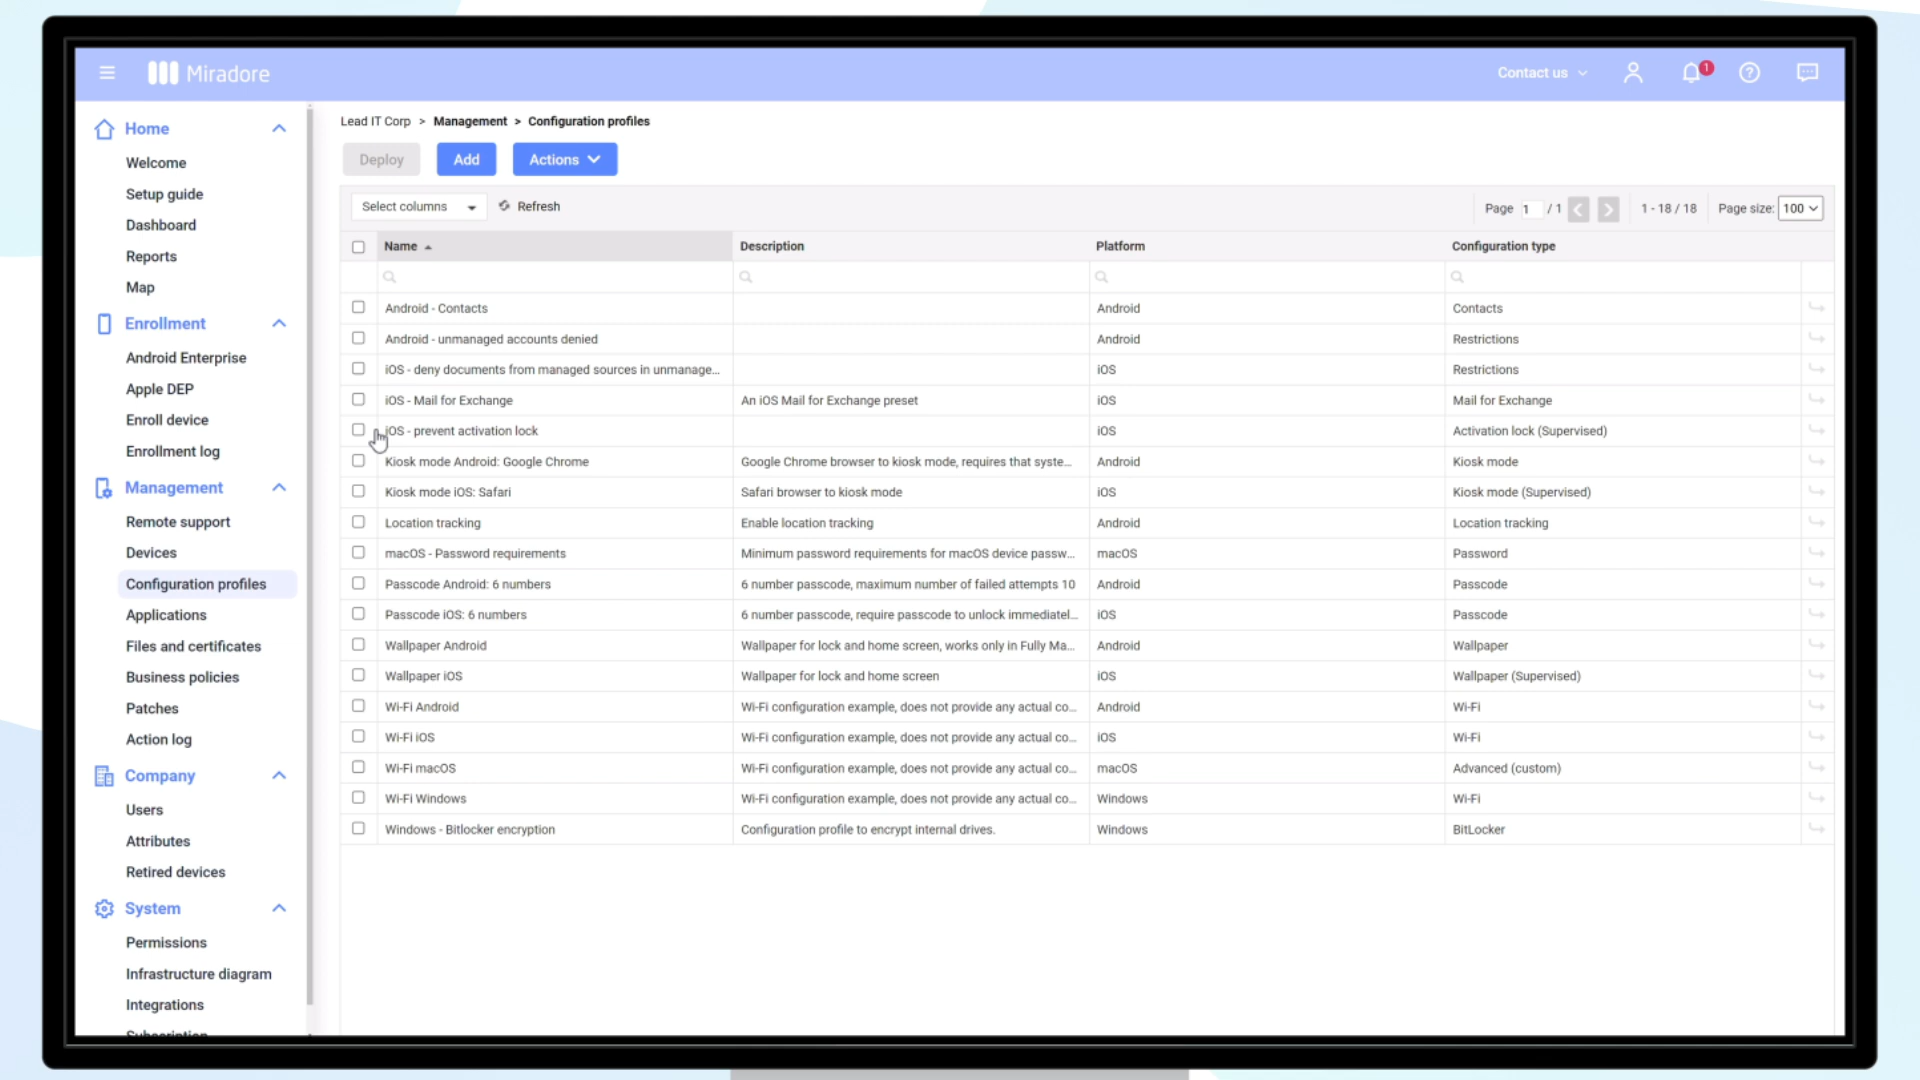 Miradore
Contact us
1
Home
Welcome
Setup guide
Dashboard
Reports
Map
Enrollment
Android Enterprise
Apple DEP
Enroll device
Enrollment log
Management
Remote support
Devices
Configuration profiles
Applications
Files and certificates
Business policies
Patches
Action log
Company
Users
Attributes
Retired devices
System
Permissions
Infrastructure diagram
Integrations
Subscription
Lead IT Corp > Management > Configuration profiles
Deploy Add Actions
Select columns Refresh Page 1 / 1 1 - 18 / 18 Page size: 100
Name Description Platform Configuration type
Android - Contacts Android Contacts
Android - unmanaged accounts denied Android Restrictions
iOS - deny documents from managed sources in unmanage... iOS Restrictions
iOS - Mail for Exchange An iOS Mail for Exchange preset iOS Mail for Exchange
iOS - prevent activation lock iOS Activation lock (Supervised)
Kiosk mode Android: Google Chrome Google Chrome browser to kiosk mode, requires that syste... Android Kiosk mode
Kiosk mode iOS: Safari Safari browser to kiosk mode iOS Kiosk mode (Supervised)
Location tracking Enable location tracking Android Location tracking
macOS - Password requirements Minimum password requirements for macOS device passw... macOS Password
Passcode Android: 6 numbers 6 number passcode, maximum number of failed attempts 10 Android Passcode
Passcode iOS: 6 numbers 6 number passcode, require passcode to unlock immediatel... iOS Passcode
Wallpaper Android Wallpaper for lock and home screen, works only in Fully Ma... Android Wallpaper
Wallpaper iOS Wallpaper for lock and home screen iOS Wallpaper (Supervised)
Wi-Fi Android Wi-Fi configuration example, does not provide any actual co... Android Wi-Fi
Wi-Fi iOS Wi-Fi configuration example, does not provide any actual co... iOS Wi-Fi
Wi-Fi macOS Wi-Fi configuration example, does not provide any actual co... macOS Advanced (custom)
Wi-Fi Windows Wi-Fi configuration example, does not provide any actual co... Windows Wi-Fi
Windows - Bitlocker encryption Configuration profile to encrypt internal drives. Windows BitLocker